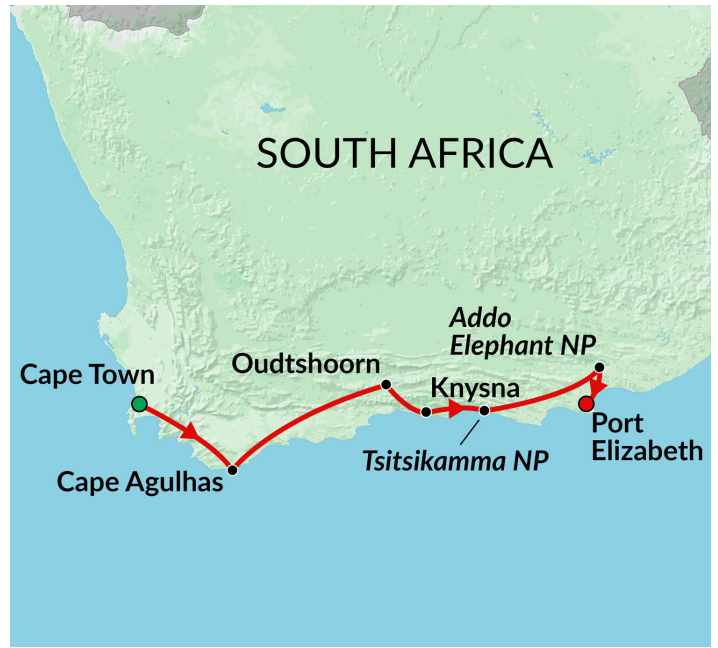 SOUTH AFRICA
Addo
Elephant NP
Oudtshoorn
Cape Town
Knysna
Port
Elizabeth
Tsitsikamma NP
Cape Agulhas